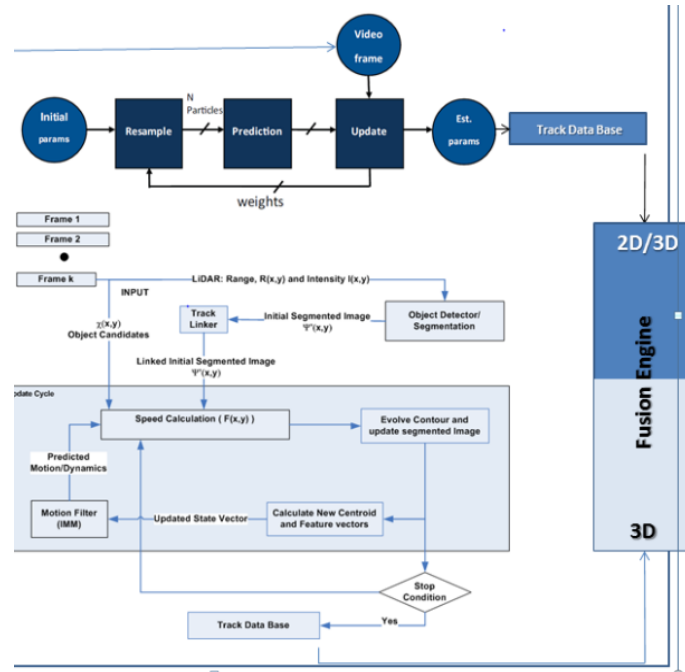 Video
frame
N
Particles
Initial
params
Resample
Prediction
Update
Est.
params
Track Data Base
weights
Frame 1
Frame 2
Frame k
LiDAR: Range, R(x,y) and Intensity I(x,y)
INPUT
χ(x,y)
Object Candidates
Track
Linker
Initial Segmented Image
Ψ'(x,y)
Object Detector/
Segmentation
Linked Initial Segmented Image
Ψ'(x,y)
2D/3D
Fusion Engine
3D
pdate Cycle
Speed Calculation ( F(x,y) )
Evolve Contour and
update segmented Image
Predicted
Motion/Dynamics
Motion Filter
(IMM)
Updated State Vector
Calculate New Centroid
and Feature vectors
Stop
Condition
Yes
Track Data Base